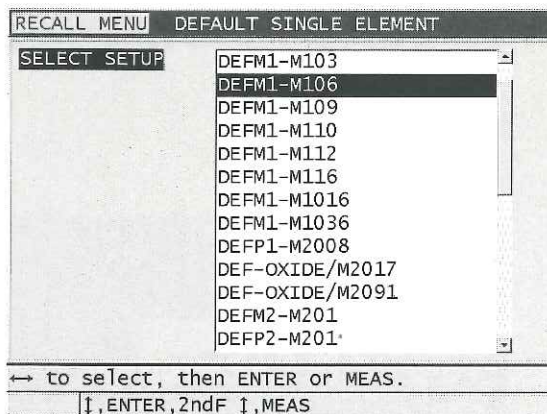 RECALL MENU DEFAULT SINGLE ELEMENT
SELECT SETUP
DEFM1-M103
DEFM1-M106
DEFM1-M109
DEFM1-M110
DEFM1-M112
DEFM1-M116
DEFM1-M1016
DEFM1-M1036
DEFP1-M2008
DEF-OXIDE/M2017
DEF-OXIDE/M2091
DEFM2-M201
DEFP2-M201
↔ to select, then ENTER or MEAS.
↕,ENTER,2ndF ↕,MEAS